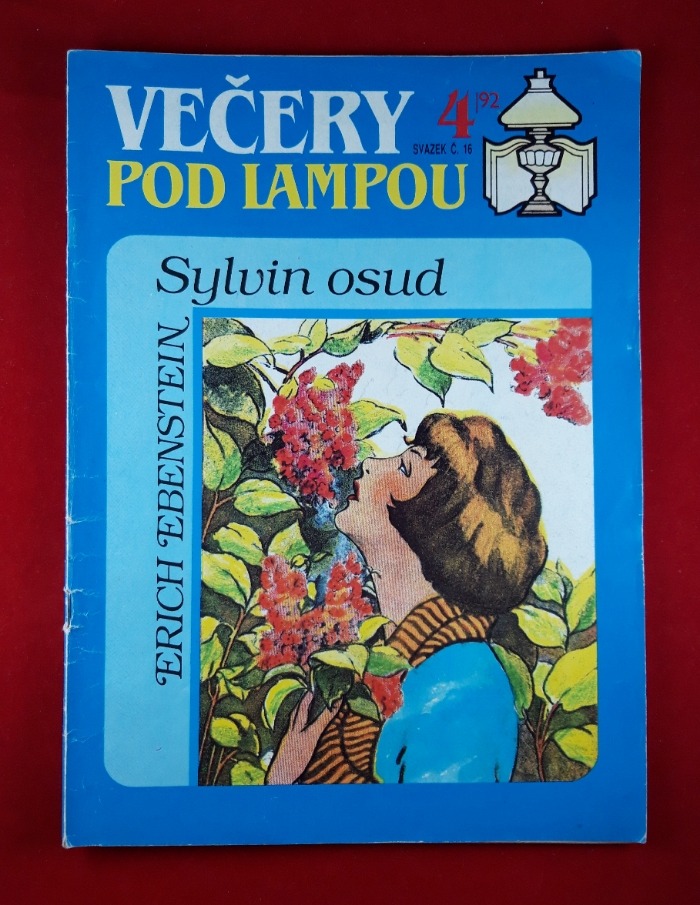 VEČERY
4/92
SVAZEK Č. 16
POD LAMPOU
Sylvin osud
ERICH EBENSTEIN